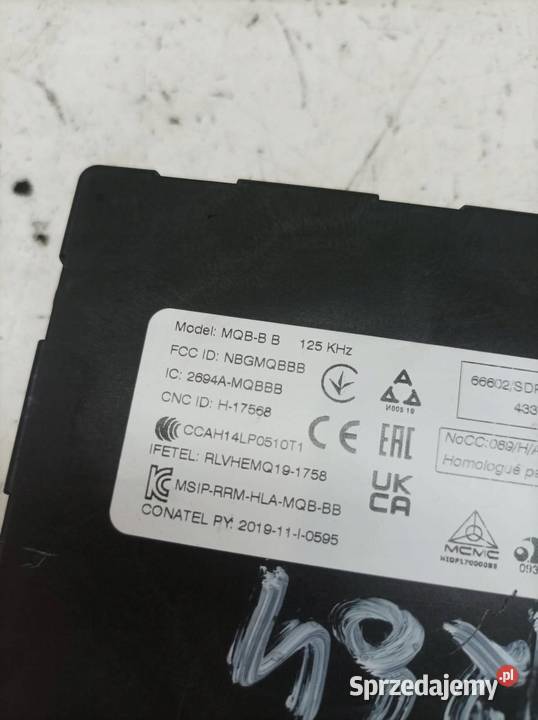 Model: MQB-B B 125 KHz
FCC ID: NBGMQBBB
IC: 2694A-MQBBB
CNC ID: H-17568
CCAH14LP0510T1
IFETEL: RLVHEMQ19-1758
MSIP-RRM-HLA-MQB-BB
CONATEL PY: 2019-11-I-0595
CE
EAC
UK
CA
66602/SDP
433
NoCC:089/H/A
Homologué pa
MCMC
093
Sprzedajemy.pl